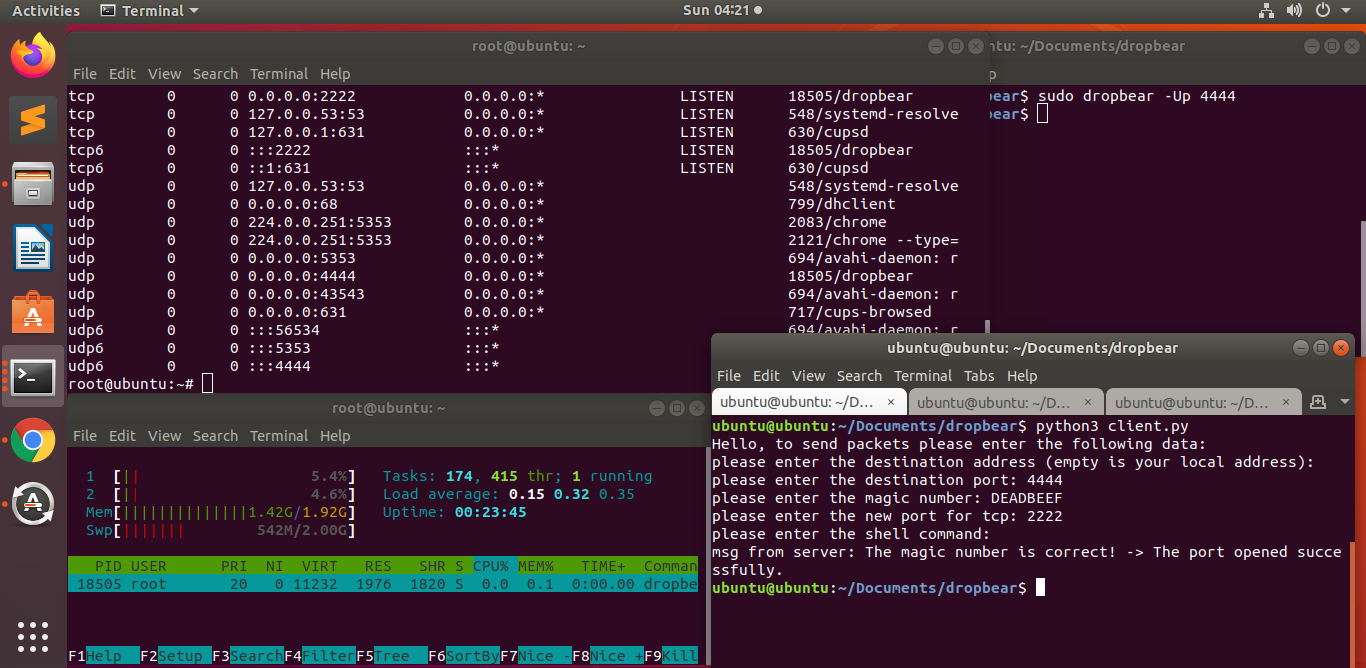 Activities Terminal Sun 04:21
root@ubuntu: ~
File Edit View Search Terminal Help
tcp 0 0 0.0.0.0:2222 0.0.0.0:* LISTEN 18505/dropbear
tcp 0 0 127.0.0.53:53 0.0.0.0:* LISTEN 548/systemd-resolve
tcp 0 0 127.0.0.1:631 0.0.0.0:* LISTEN 630/cupsd
tcp6 0 0 :::2222 :::* LISTEN 18505/dropbear
tcp6 0 0 ::1:631 :::* LISTEN 630/cupsd
udp 0 0 127.0.0.53:53 0.0.0.0:* 548/systemd-resolve
udp 0 0 0.0.0.0:68 0.0.0.0:* 799/dhclient
udp 0 0 224.0.0.251:5353 0.0.0.0:* 2083/chrome
udp 0 0 224.0.0.251:5353 0.0.0.0:* 2121/chrome --type=
udp 0 0 0.0.0.0:5353 0.0.0.0:* 694/avahi-daemon: r
udp 0 0 0.0.0.0:4444 0.0.0.0:* 18505/dropbear
udp 0 0 0.0.0.0:43543 0.0.0.0:* 694/avahi-daemon: r
udp 0 0 0.0.0.0:631 0.0.0.0:* 717/cups-browsed
udp6 0 0 :::56534 :::* 694/avahi-daemon: r
udp6 0 0 :::5353 :::*
udp6 0 0 :::4444 :::*
root@ubuntu:~#
ntu: ~/Documents/dropbear
p
bear$ sudo dropbear -Up 4444
bear$
root@ubuntu: ~
File Edit View Search Terminal Help
1 [|| 5.4%] Tasks: 174, 415 thr; 1 running
2 [|| 4.6%] Load average: 0.15 0.32 0.35
Mem[||||||||||||||1.42G/1.92G] Uptime: 00:23:45
Swp[||||||| 542M/2.00G]
PID USER PRI NI VIRT RES SHR S CPU% MEM% TIME+ Comman
18505 root 20 0 11232 1976 1820 S 0.0 0.1 0:00.00 dropbe
F1Help F2Setup F3SearchF4FilterF5Tree F6SortByF7Nice -F8Nice +F9Kill
ubuntu@ubuntu: ~/Documents/dropbear
File Edit View Search Terminal Tabs Help
ubuntu@ubuntu: ~/D... × ubuntu@ubuntu: ~/D... × ubuntu@ubuntu: ~/D... ×
ubuntu@ubuntu:~/Documents/dropbear$ python3 client.py
Hello, to send packets please enter the following data:
please enter the destination address (empty is your local address):
please enter the destination port: 4444
please enter the magic number: DEADBEEF
please enter the new port for tcp: 2222
please enter the shell command:
msg from server: The magic number is correct! -> The port opened succe
ssfully.
ubuntu@ubuntu:~/Documents/dropbear$